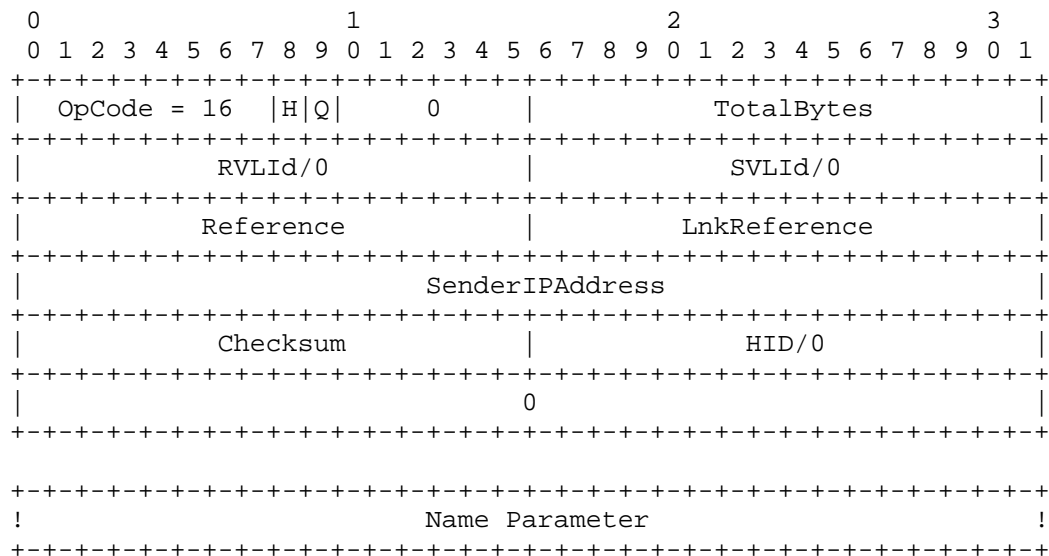 0                   1                   2                   3
 0 1 2 3 4 5 6 7 8 9 0 1 2 3 4 5 6 7 8 9 0 1 2 3 4 5 6 7 8 9 0 1
+-+-+-+-+-+-+-+-+-+-+-+-+-+-+-+-+-+-+-+-+-+-+-+-+-+-+-+-+-+-+-+-+
|  OpCode = 16  |H|Q|     0     |           TotalBytes          |
+-+-+-+-+-+-+-+-+-+-+-+-+-+-+-+-+-+-+-+-+-+-+-+-+-+-+-+-+-+-+-+-+
|            RVLId/0            |            SVLId/0            |
+-+-+-+-+-+-+-+-+-+-+-+-+-+-+-+-+-+-+-+-+-+-+-+-+-+-+-+-+-+-+-+-+
|           Reference           |         LnkReference          |
+-+-+-+-+-+-+-+-+-+-+-+-+-+-+-+-+-+-+-+-+-+-+-+-+-+-+-+-+-+-+-+-+
|                         SenderIPAddress                       |
+-+-+-+-+-+-+-+-+-+-+-+-+-+-+-+-+-+-+-+-+-+-+-+-+-+-+-+-+-+-+-+-+
|            Checksum           |             HID/0             |
+-+-+-+-+-+-+-+-+-+-+-+-+-+-+-+-+-+-+-+-+-+-+-+-+-+-+-+-+-+-+-+-+
|                               0                               |
+-+-+-+-+-+-+-+-+-+-+-+-+-+-+-+-+-+-+-+-+-+-+-+-+-+-+-+-+-+-+-+-+

+-+-+-+-+-+-+-+-+-+-+-+-+-+-+-+-+-+-+-+-+-+-+-+-+-+-+-+-+-+-+-+-+
!                         Name Parameter                        !
+-+-+-+-+-+-+-+-+-+-+-+-+-+-+-+-+-+-+-+-+-+-+-+-+-+-+-+-+-+-+-+-+